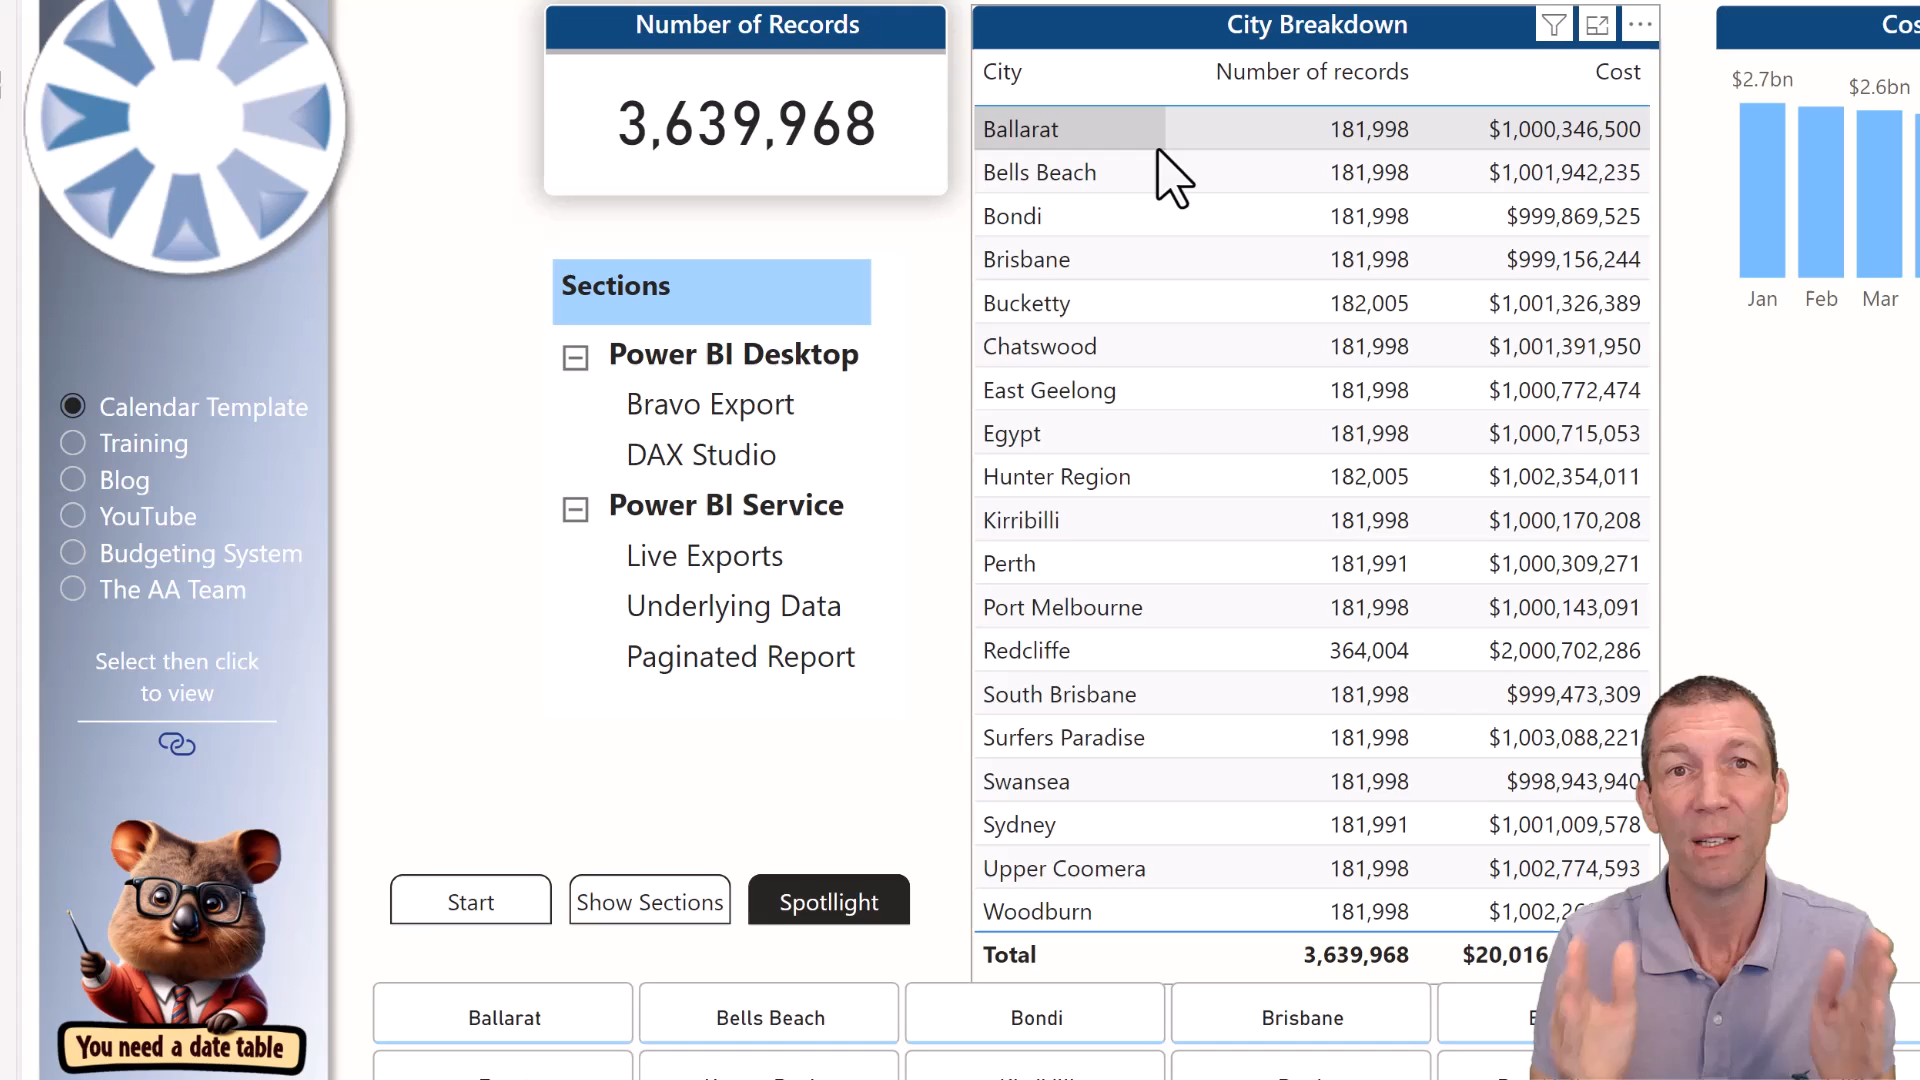 Number of Records
3,639,968
Sections
Power BI Desktop
Bravo Export
DAX Studio
Power BI Service
Live Exports
Underlying Data
Paginated Report
Calendar Template
Training
Blog
YouTube
Budgeting System
The AA Team
Select then click
to view
You need a date table
Start
Show Sections
Spotllight
City Breakdown
City Number of records Cost
Ballarat 181,998 $1,000,346,500
Bells Beach 181,998 $1,001,942,235
Bondi 181,998 $999,869,525
Brisbane 181,998 $999,156,244
Bucketty 182,005 $1,001,326,389
Chatswood 181,998 $1,001,391,950
East Geelong 181,998 $1,000,772,474
Egypt 181,998 $1,000,715,053
Hunter Region 182,005 $1,002,354,011
Kirribilli 181,998 $1,000,170,208
Perth 181,991 $1,000,309,271
Port Melbourne 181,998 $1,000,143,091
Redcliffe 364,004 $2,000,702,286
South Brisbane 181,998 $999,473,309
Surfers Paradise 181,998 $1,003,088,221
Swansea 181,998 $998,943,940
Sydney 181,991 $1,001,009,578
Upper Coomera 181,998 $1,002,774,593
Woodburn 181,998
Total 3,639,968
$2.7bn $2.6bn
Jan Feb Mar
Ballarat
Bells Beach
Bondi
Brisbane